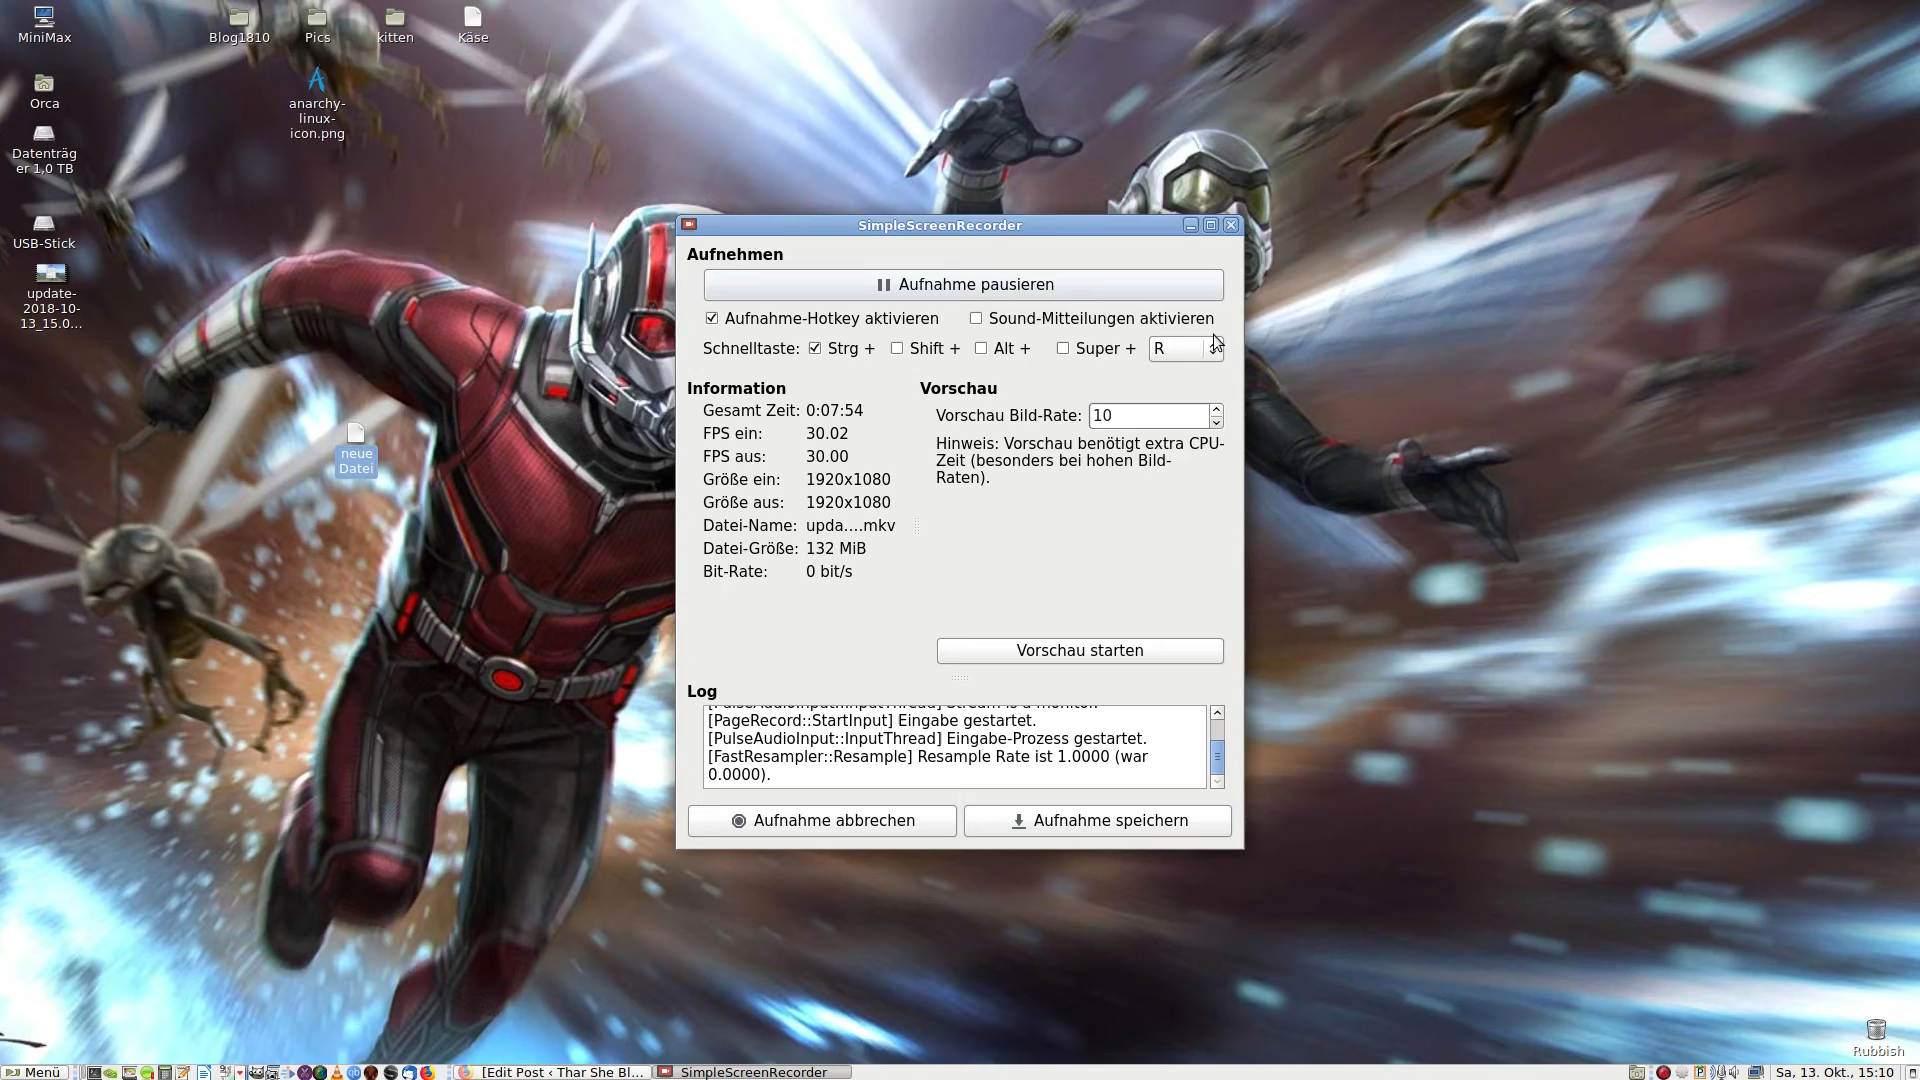 MiniMax
Blog1810
Pics
kitten
Käse
Orca
anarchy-
linux-
icon.png
Datenträg
er 1,0 TB
USB-Stick
update-
2018-10-
13_15.0...
neue
Datei
SimpleScreenRecorder
Aufnehmen
Aufnahme pausieren
Aufnahme-Hotkey aktivieren
Sound-Mitteilungen aktivieren
Schnelltaste: Strg + Shift + Alt + Super + R
Information
Gesamt Zeit: 0:07:54
FPS ein: 30.02
FPS aus: 30.00
Größe ein: 1920x1080
Größe aus: 1920x1080
Datei-Name: upda....mkv
Datei-Größe: 132 MiB
Bit-Rate: 0 bit/s
Vorschau
Vorschau Bild-Rate: 10
Hinweis: Vorschau benötigt extra CPU-
Zeit (besonders bei hohen Bild-
Raten).
Vorschau starten
Log
[PulseAudioInput::InputThread] Stream is a monitor.
[PageRecord::StartInput] Eingabe gestartet.
[PulseAudioInput::InputThread] Eingabe-Prozess gestartet.
[FastResampler::Resample] Resample Rate ist 1.0000 (war
0.0000).
Aufnahme abbrechen
Aufnahme speichern
Rubbish
Menü
[Edit Post ‹ Thar She Bl...
SimpleScreenRecorder
Sa, 13. Okt., 15:10